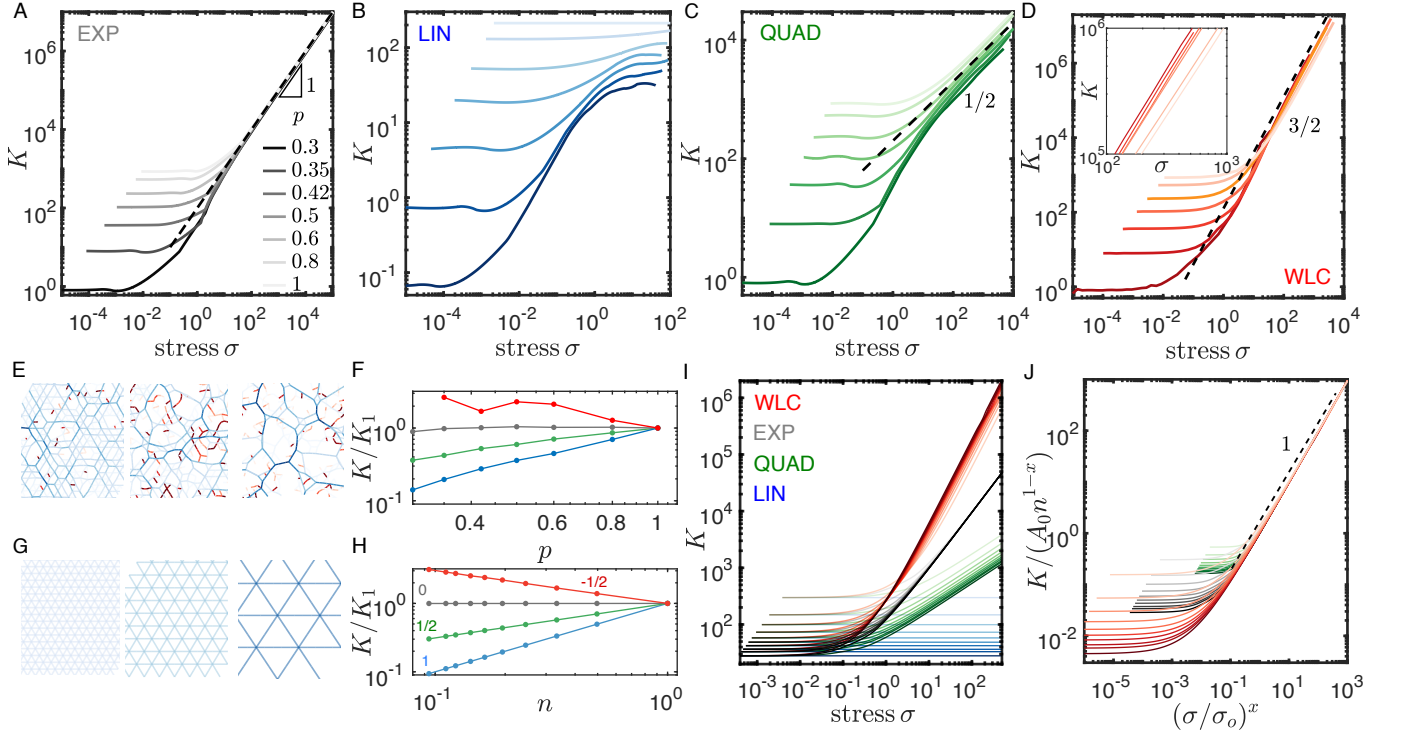 A
EXP
K
10^6
10^4
10^2
10^0
1
p
0.3
0.35
0.42
0.5
0.6
0.8
1
10^-4 10^-2 10^0 10^2 10^4
stress σ
B
LIN
K
10^2
10^1
10^0
10^-1
10^-4 10^-2 10^0 10^2
stress σ
C
QUAD
K
10^4
10^2
10^0
1/2
10^-4 10^-2 10^0 10^2 10^4
stress σ
D
K
10^6
10^4
10^2
10^0
10^6
K
10^5
10^2 σ 10^3
3/2
WLC
10^-4 10^-2 10^0 10^2 10^4
stress σ
E
F
K/K1
10^0
10^-1
0.4 0.6 0.8 1
p
G
H
K/K1
10^0
10^-1
0
-1/2
1/2
1
10^-1 10^0
n
I
WLC
EXP
QUAD
LIN
K
10^6
10^5
10^4
10^3
10^2
10^-3 10^-2 10^-1 10^0 10^1 10^2
stress σ
J
K/(A0n^1−x)
10^2
10^0
10^-2
1
10^-5 10^-3 10^-1 10^1 10^3
(σ/σo)^x